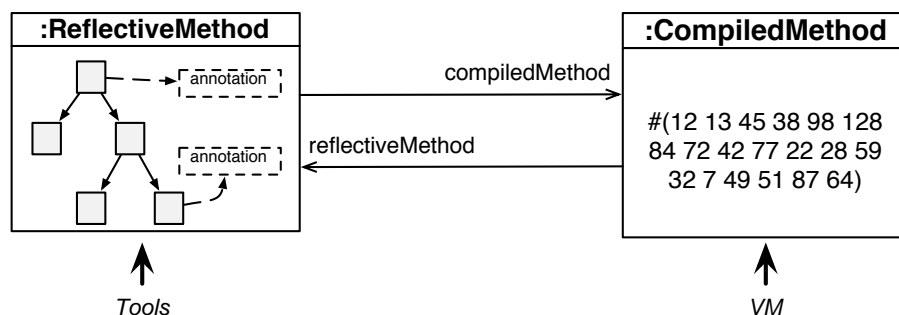 :ReflectiveMethod
annotation
annotation
Tools
compiledMethod
reflectiveMethod
:CompiledMethod
#(12 13 45 38 98 128
84 72 42 77 22 28 59
32 7 49 51 87 64)
VM